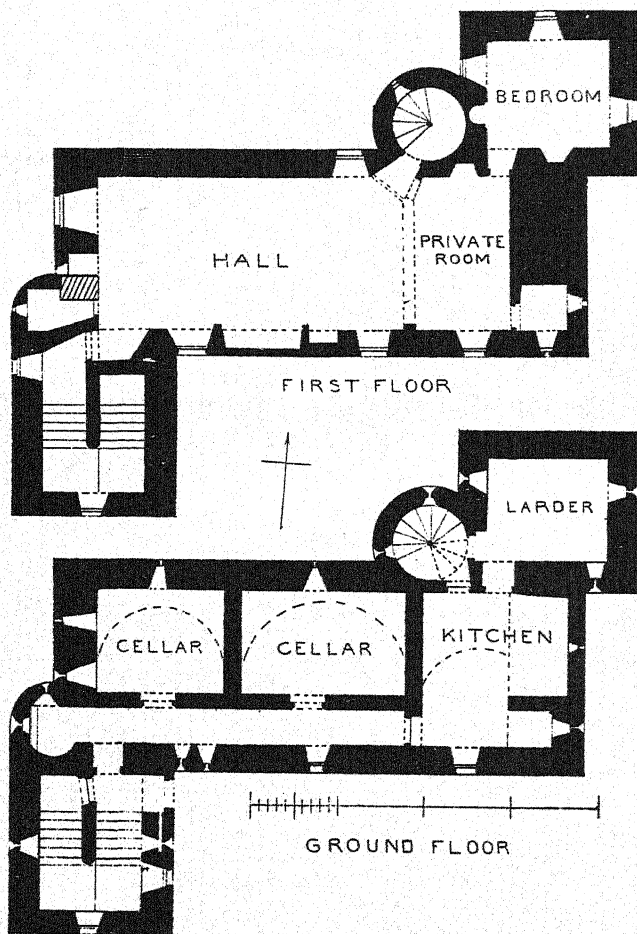 BEDROOM
HALL
PRIVATE
ROOM
FIRST FLOOR
LARDER
CELLAR
CELLAR
KITCHEN
GROUND FLOOR